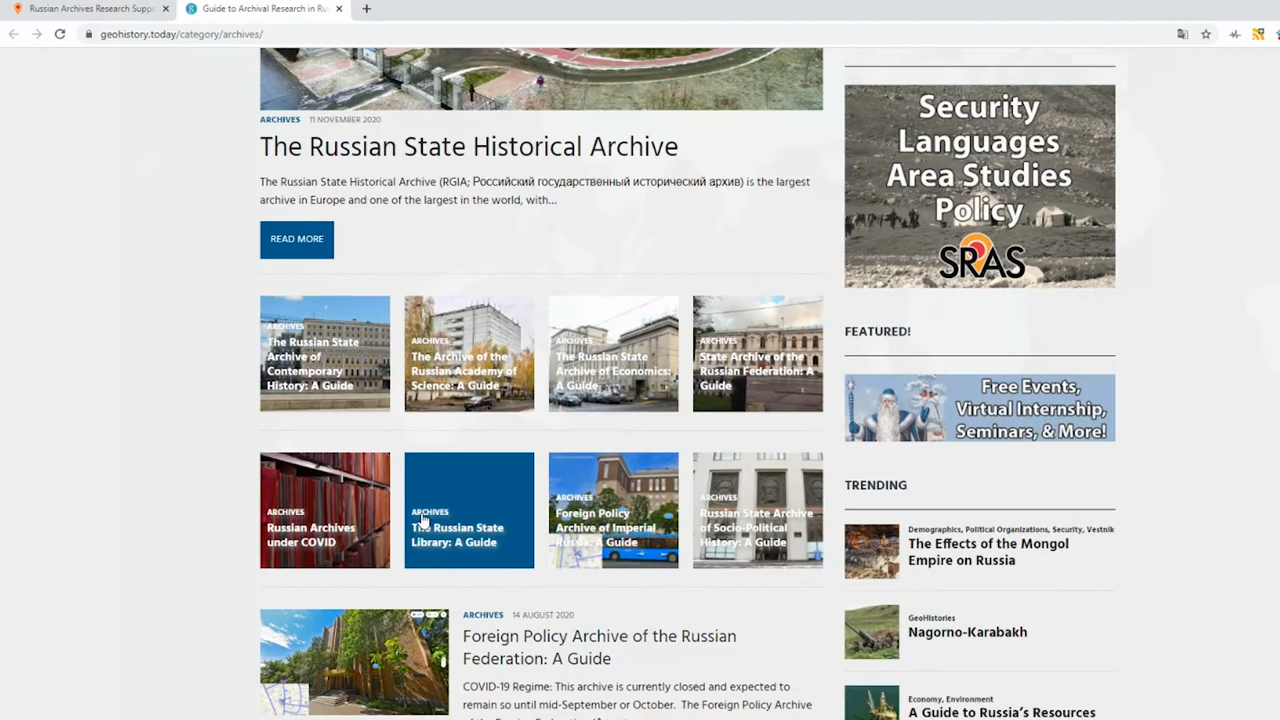 Russian Archives Research Suppo
Guide to Archival Research in Ru
geohistory.today/category/archives/
ARCHIVES 11 NOVEMBER 2020
The Russian State Historical Archive
The Russian State Historical Archive (RGIA; Российский государственный исторический архив) is the largest
archive in Europe and one of the largest in the world, with...
READ MORE
ARCHIVES
The Russian State
Archive of
Contemporary
History: A Guide
ARCHIVES
The Archive of the
Russian Academy of
Science: A Guide
ARCHIVES
The Russian State
Archive of Economics:
A Guide
ARCHIVES
State Archive of the
Russian Federation: A
Guide
ARCHIVES
Russian Archives
under COVID
ARCHIVES
The Russian State
Library: A Guide
ARCHIVES
Foreign Policy
Archive of Imperial
Russia: A Guide
ARCHIVES
Russian State Archive
of Socio-Political
History: A Guide
ARCHIVES 14 AUGUST 2020
Foreign Policy Archive of the Russian
Federation: A Guide
COVID-19 Regime: This archive is currently closed and expected to
remain so until mid-September or October. The Foreign Policy Archive
Security
Languages
Area Studies
Policy
SRAS
FEATURED!
Free Events,
Virtual Internship,
Seminars, & More!
TRENDING
Demographics, Political Organizations, Security, Vestnik
The Effects of the Mongol
Empire on Russia
GeoHistories
Nagorno-Karabakh
Economy, Environment
A Guide to Russia's Resources